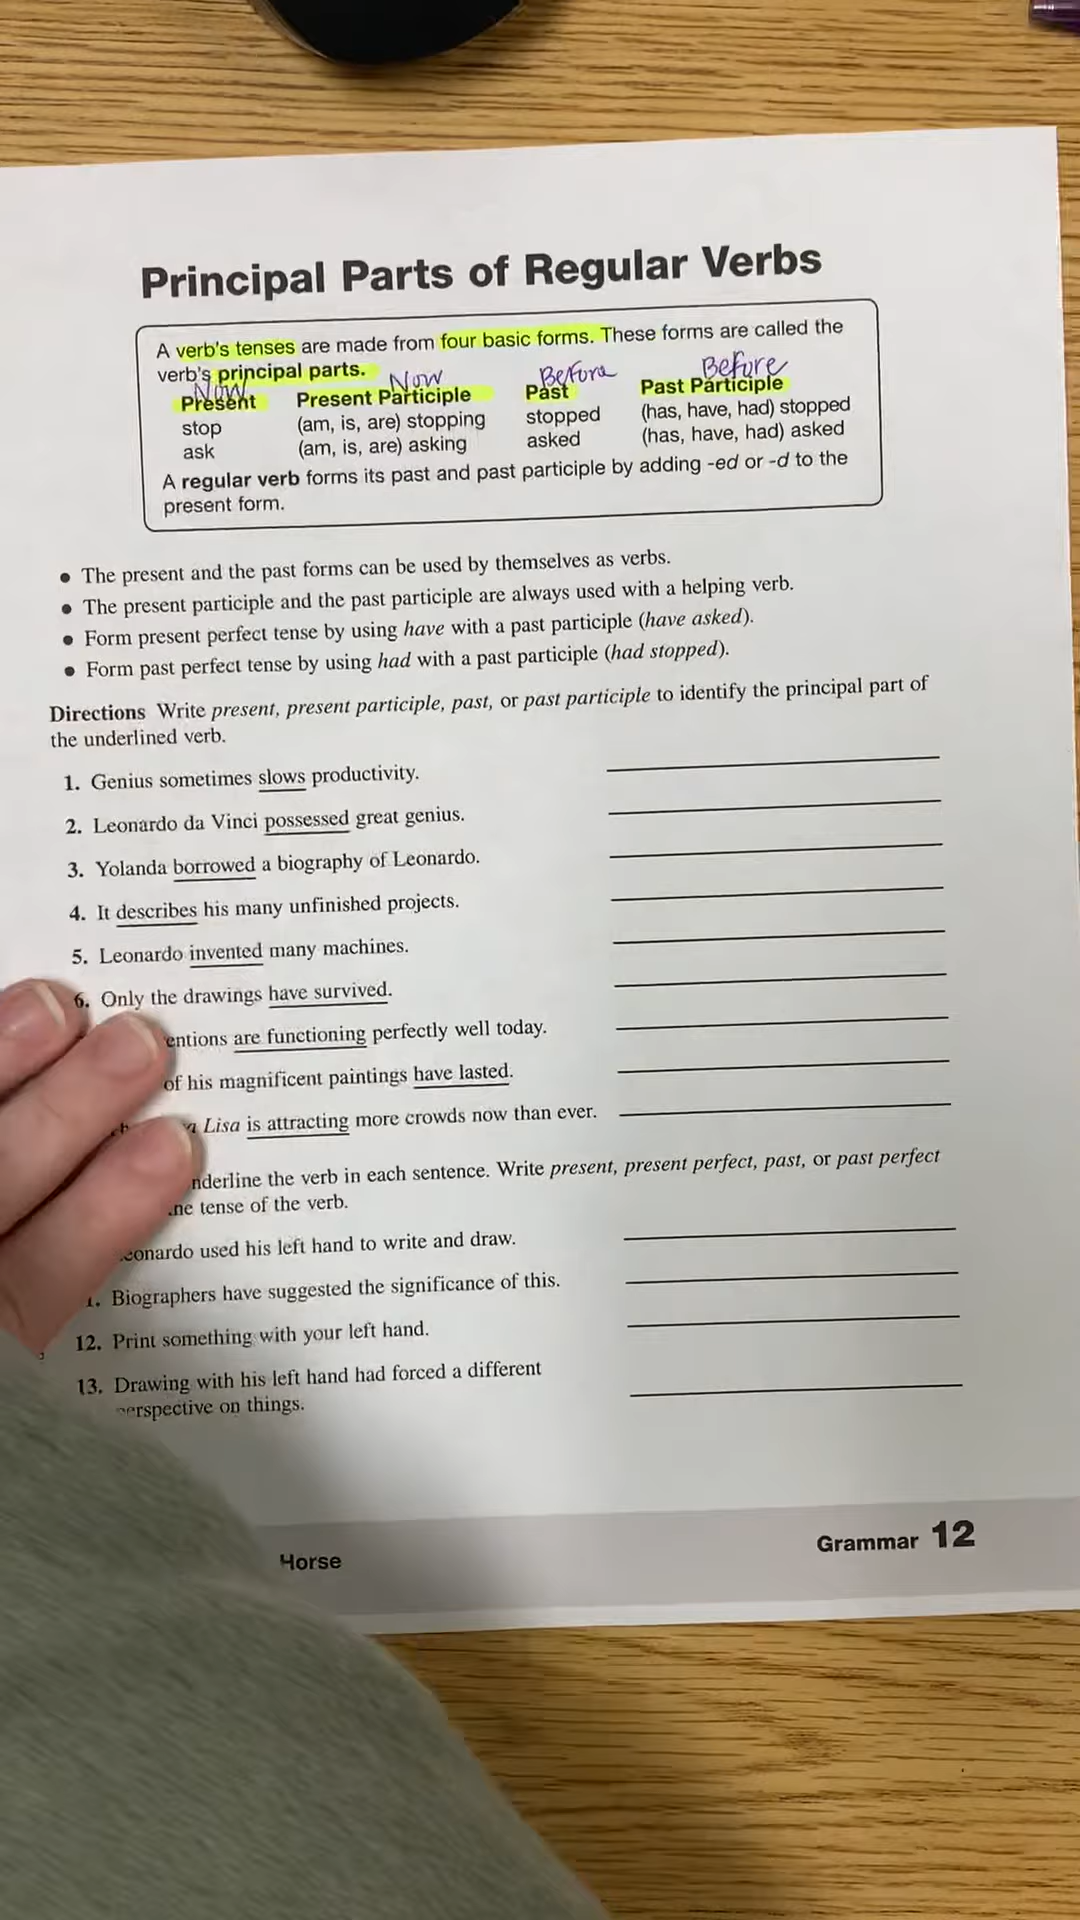 Principal Parts of Regular Verbs
A verb's tenses are made from four basic forms. These forms are called the
verb's principal parts.
Now Now Before Before
Present Present Participle Past Past Participle
stop (am, is, are) stopping stopped (has, have, had) stopped
ask (am, is, are) asking asked (has, have, had) asked
A regular verb forms its past and past participle by adding -ed or -d to the
present form.
• The present and the past forms can be used by themselves as verbs.
• The present participle and the past participle are always used with a helping verb.
• Form present perfect tense by using have with a past participle (have asked).
• Form past perfect tense by using had with a past participle (had stopped).
Directions Write present, present participle, past, or past participle to identify the principal part of
the underlined verb.
1. Genius sometimes slows productivity.
2. Leonardo da Vinci possessed great genius.
3. Yolanda borrowed a biography of Leonardo.
4. It describes his many unfinished projects.
5. Leonardo invented many machines.
6. Only the drawings have survived.
entions are functioning perfectly well today.
of his magnificent paintings have lasted.
a Lisa is attracting more crowds now than ever.
nderline the verb in each sentence. Write present, present perfect, past, or past perfect
ne tense of the verb.
eonardo used his left hand to write and draw.
1. Biographers have suggested the significance of this.
12. Print something with your left hand.
13. Drawing with his left hand had forced a different
erspective on things.
Horse Grammar 12